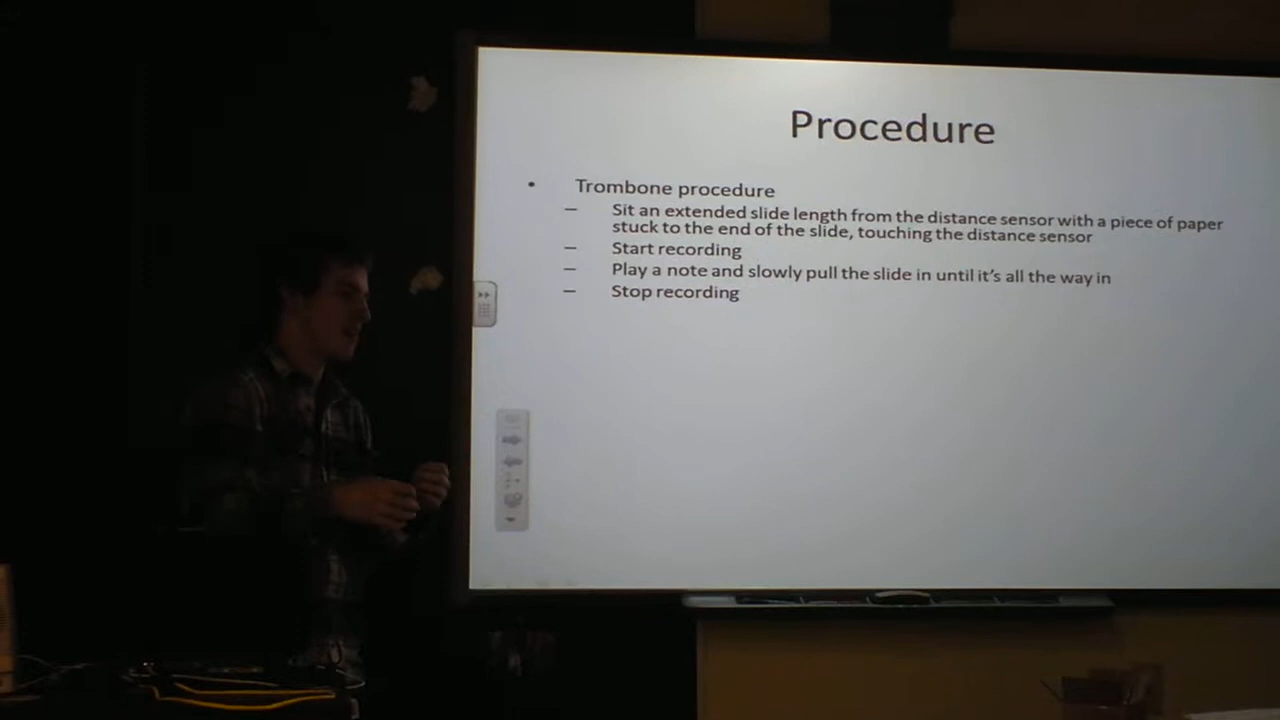 Procedure
• Trombone procedure
– Sit an extended slide length from the distance sensor with a piece of paper
stuck to the end of the slide, touching the distance sensor
– Start recording
– Play a note and slowly pull the slide in until it's all the way in
– Stop recording